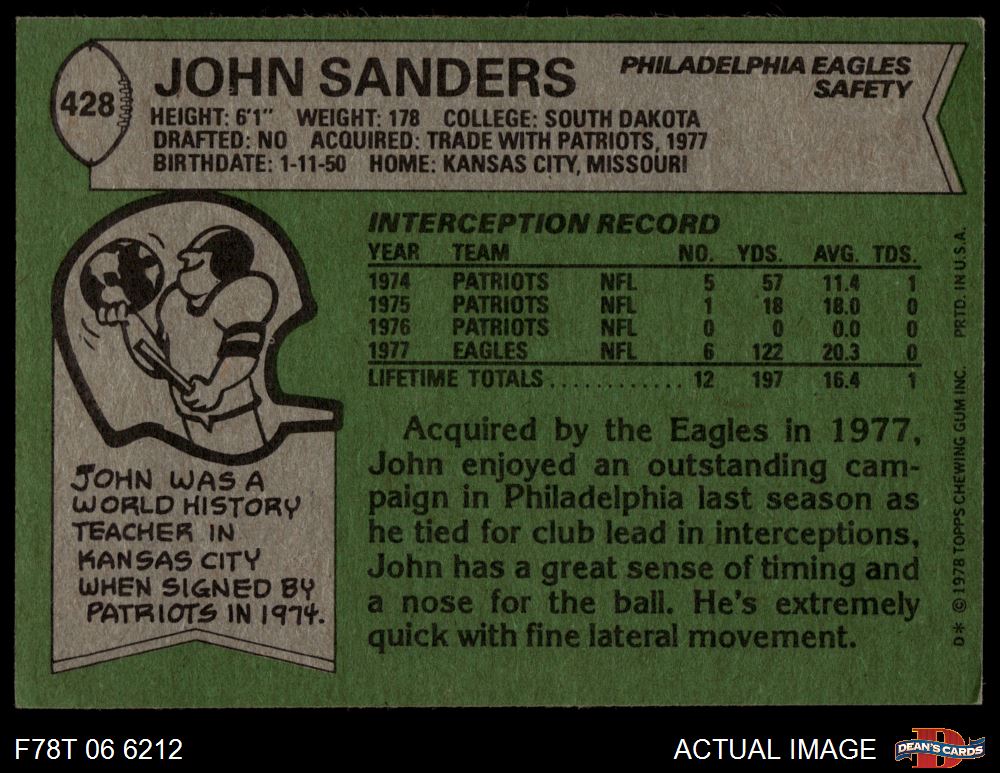 428
JOHN SANDERS
PHILADELPHIA EAGLES
SAFETY
HEIGHT: 6'1" WEIGHT: 178 COLLEGE: SOUTH DAKOTA
DRAFTED: NO ACQUIRED: TRADE WITH PATRIOTS, 1977
BIRTHDATE: 1-11-50 HOME: KANSAS CITY, MISSOURI
INTERCEPTION RECORD
YEAR TEAM NO. YDS. AVG. TDS.
1974 PATRIOTS NFL 5 57 11.4 1
1975 PATRIOTS NFL 1 18 18.0 0
1976 PATRIOTS NFL 0 0 0.0 0
1977 EAGLES NFL 6 122 20.3 0
LIFETIME TOTALS............ 12 197 16.4 1
Acquired by the Eagles in 1977,
John enjoyed an outstanding cam-
paign in Philadelphia last season as
he tied for club lead in interceptions,
John has a great sense of timing and
a nose for the ball. He's extremely
quick with fine lateral movement.
JOHN WAS A
WORLD HISTORY
TEACHER IN
KANSAS CITY
WHEN SIGNED BY
PATRIOTS IN 1974.
D* © 1978 TOPPS CHEWING GUM INC. PRTD. IN U.S.A.
F78T 06 6212
ACTUAL IMAGE
D
DEAN'S CARDS